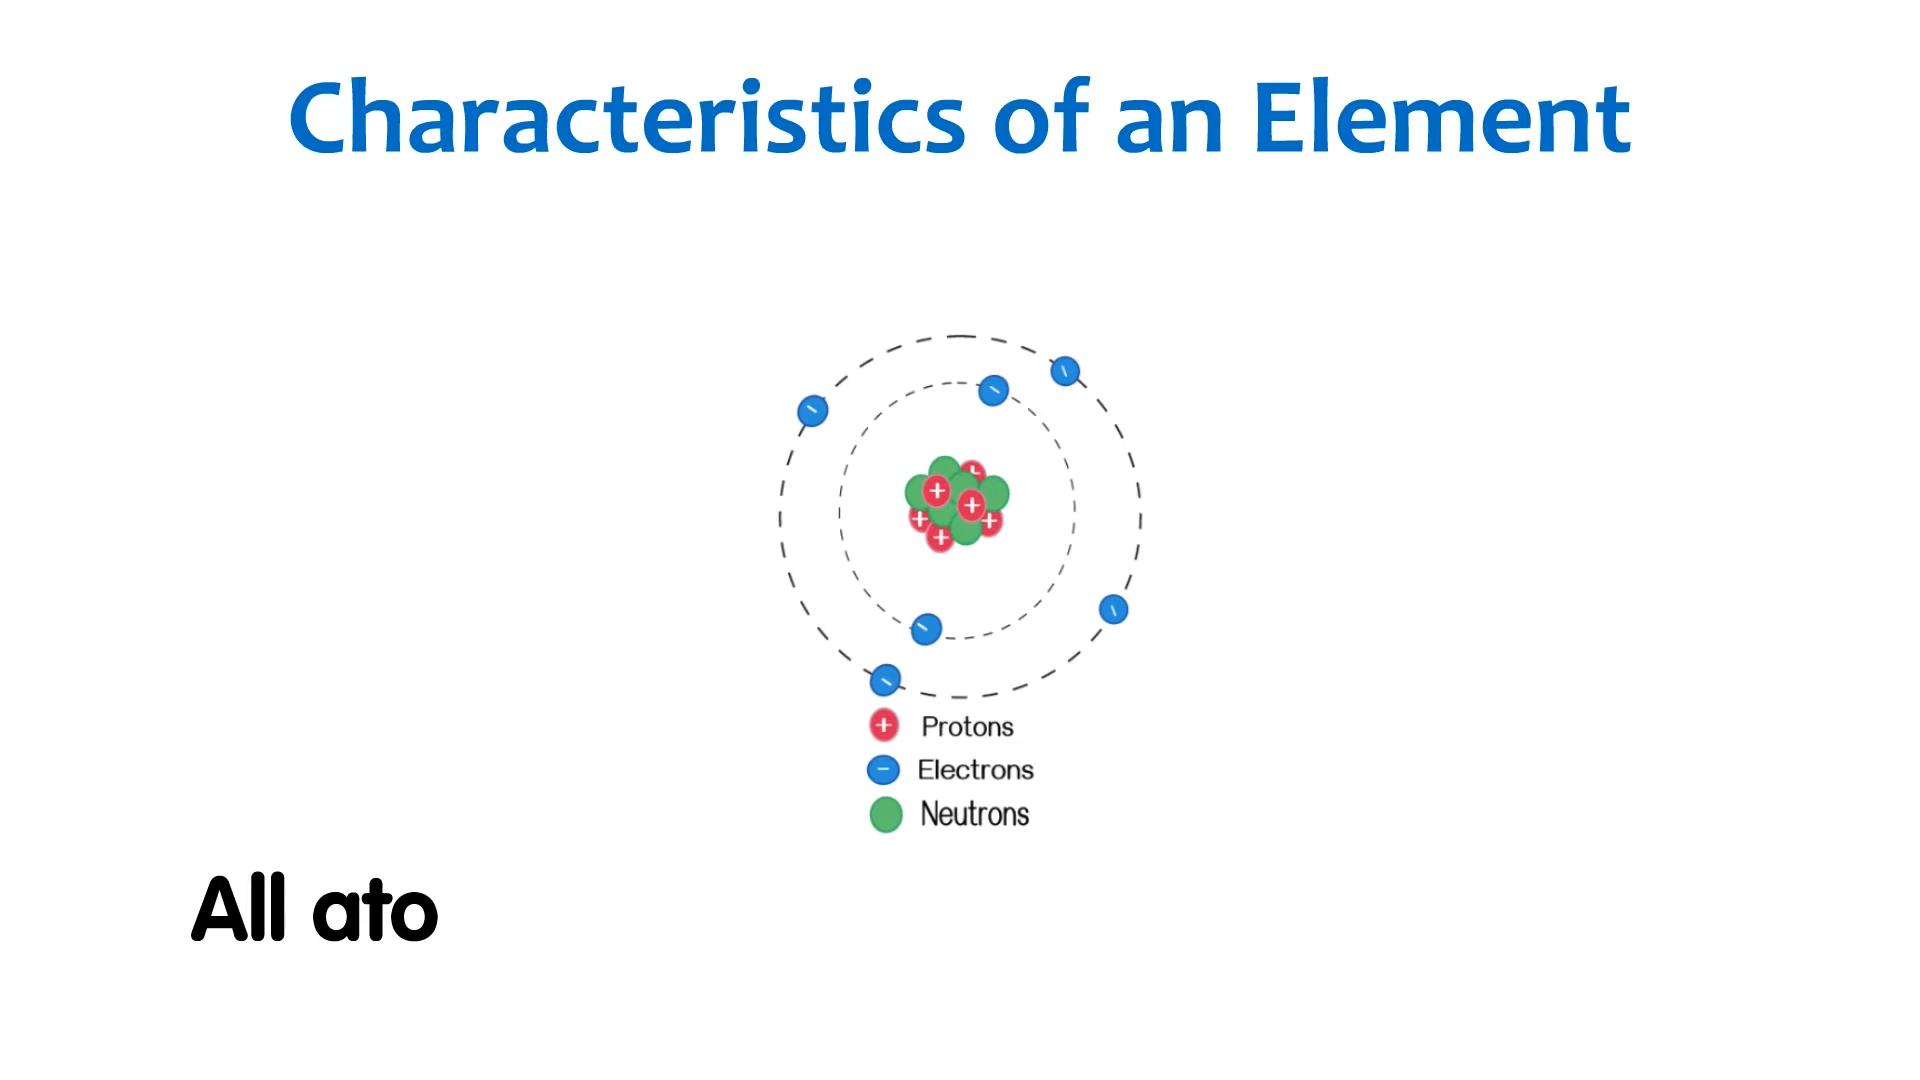 Characteristics of an Element
Protons
Electrons
Neutrons
All ato